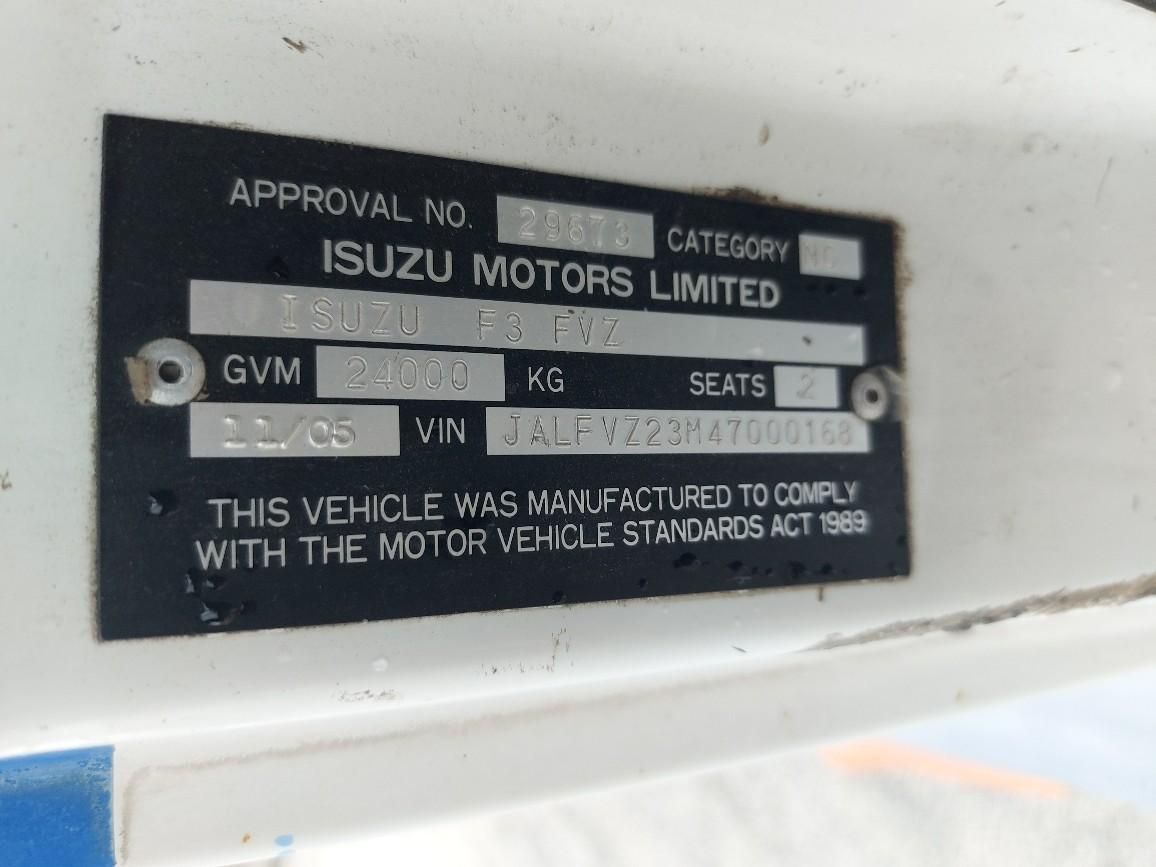 APPROVAL NO. 29673 CATEGORY NC
ISUZU MOTORS LIMITED
ISUZU F3 FVZ
GVM 24000 KG SEATS 2
11/05 VIN JALFVZ23M47000168
THIS VEHICLE WAS MANUFACTURED TO COMPLY
WITH THE MOTOR VEHICLE STANDARDS ACT 1989